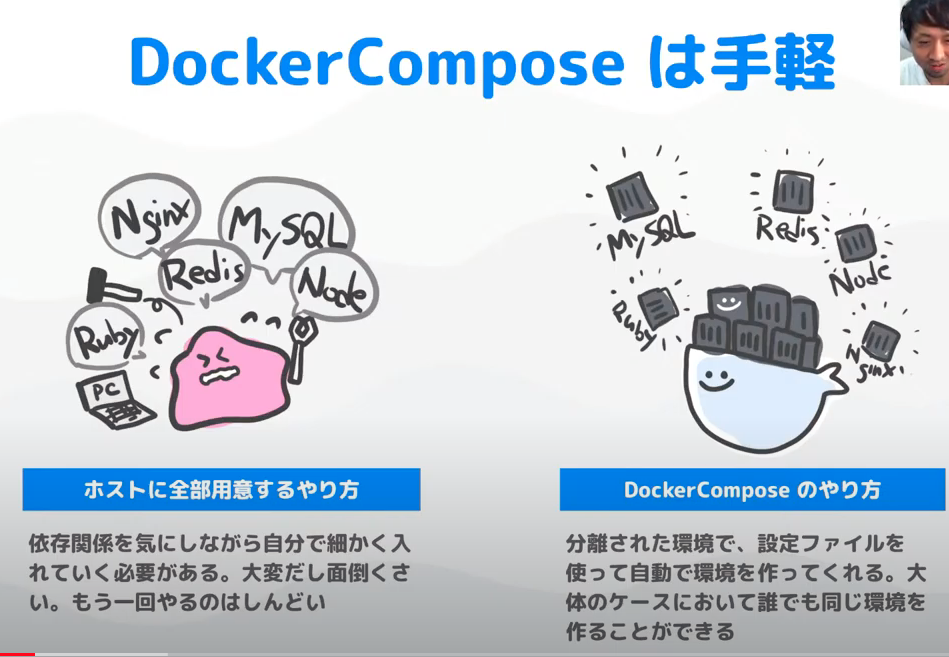 DockerCompose は手軽
Nginx
MySQL
Redis
Node
Ruby
PC
MySQL
Redis
Node
Ruby
Nginx
ホストに全部用意するやり方
依存関係を気にしながら自分で細かく入
れていく必要がある。大変だし面倒くさ
い。もう一回やるのはしんどい
DockerCompose のやり方
分離された環境で、設定ファイルを
使って自動で環境を作ってくれる。大
体のケースにおいて誰でも同じ環境を
作ることができる